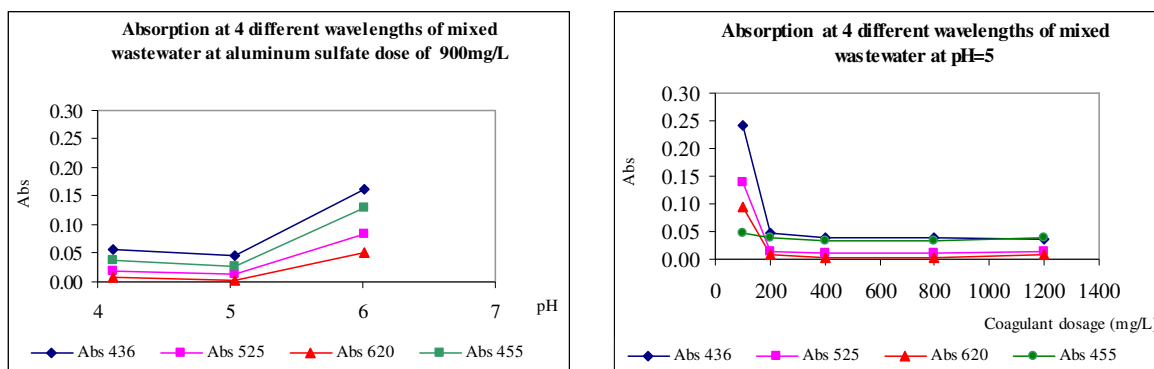 Absorption at 4 different wavelengths of mixed
wastewater at aluminum sulfate dose of 900mg/L
0.30
0.25
0.20
0.15
0.10
0.05
0.00
Abs
4 5 6 7
pH
Abs 436 Abs 525 Abs 620 Abs 455
Absorption at 4 different wavelengths of mixed
wastewater at pH=5
0.30
0.25
0.20
0.15
0.10
0.05
0.00
Abs
0 200 400 600 800 1000 1200 1400
Coagulant dosage (mg/L)
Abs 436 Abs 525 Abs 620 Abs 455